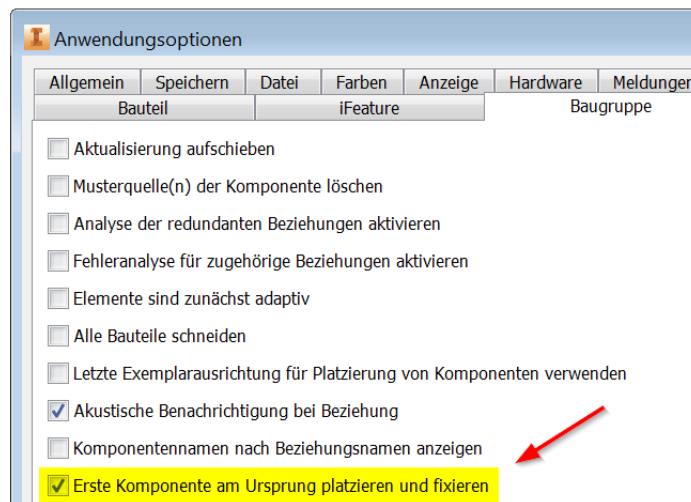 Anwendungsoptionen
Allgemein Speichern Datei Farben Anzeige Hardware Meldungen
Bauteil iFeature Baugruppe
Aktualisierung aufschieben
Musterquelle(n) der Komponente löschen
Analyse der redundanten Beziehungen aktivieren
Fehleranalyse für zugehörige Beziehungen aktivieren
Elemente sind zunächst adaptiv
Alle Bauteile schneiden
Letzte Exemplarausrichtung für Platzierung von Komponenten verwenden
Akustische Benachrichtigung bei Beziehung
Komponentennamen nach Beziehungsnamen anzeigen
Erste Komponente am Ursprung platzieren und fixieren